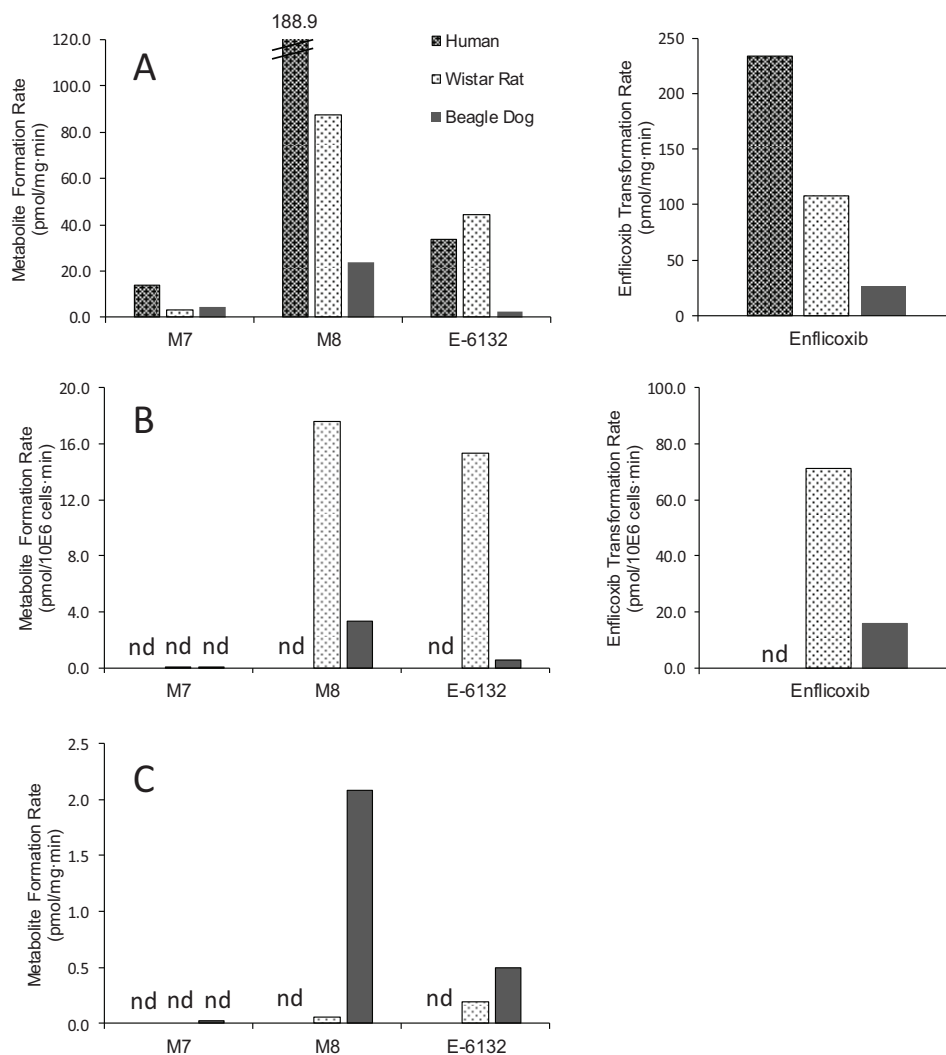 188.9
A
Human
Wistar Rat
Beagle Dog
Metabolite Formation Rate
(pmol/mg·min)
120.0
100.0
80.0
60.0
40.0
20.0
0.0
M7 M8 E-6132
Enflicoxib Transformation Rate
(pmol/mg·min)
250
200
150
100
50
0
Enflicoxib
B
Metabolite Formation Rate
(pmol/10E6 cells·min)
20.0
16.0
12.0
8.0
4.0
0.0
nd nd nd nd nd
M7 M8 E-6132
Enflicoxib Transformation Rate
(pmol/10E6 cells·min)
100.0
80.0
60.0
40.0
20.0
0.0
nd
Enflicoxib
C
Metabolite Formation Rate
(pmol/mg·min)
2.5
2.0
1.5
1.0
0.5
0.0
nd nd nd nd nd
M7 M8 E-6132